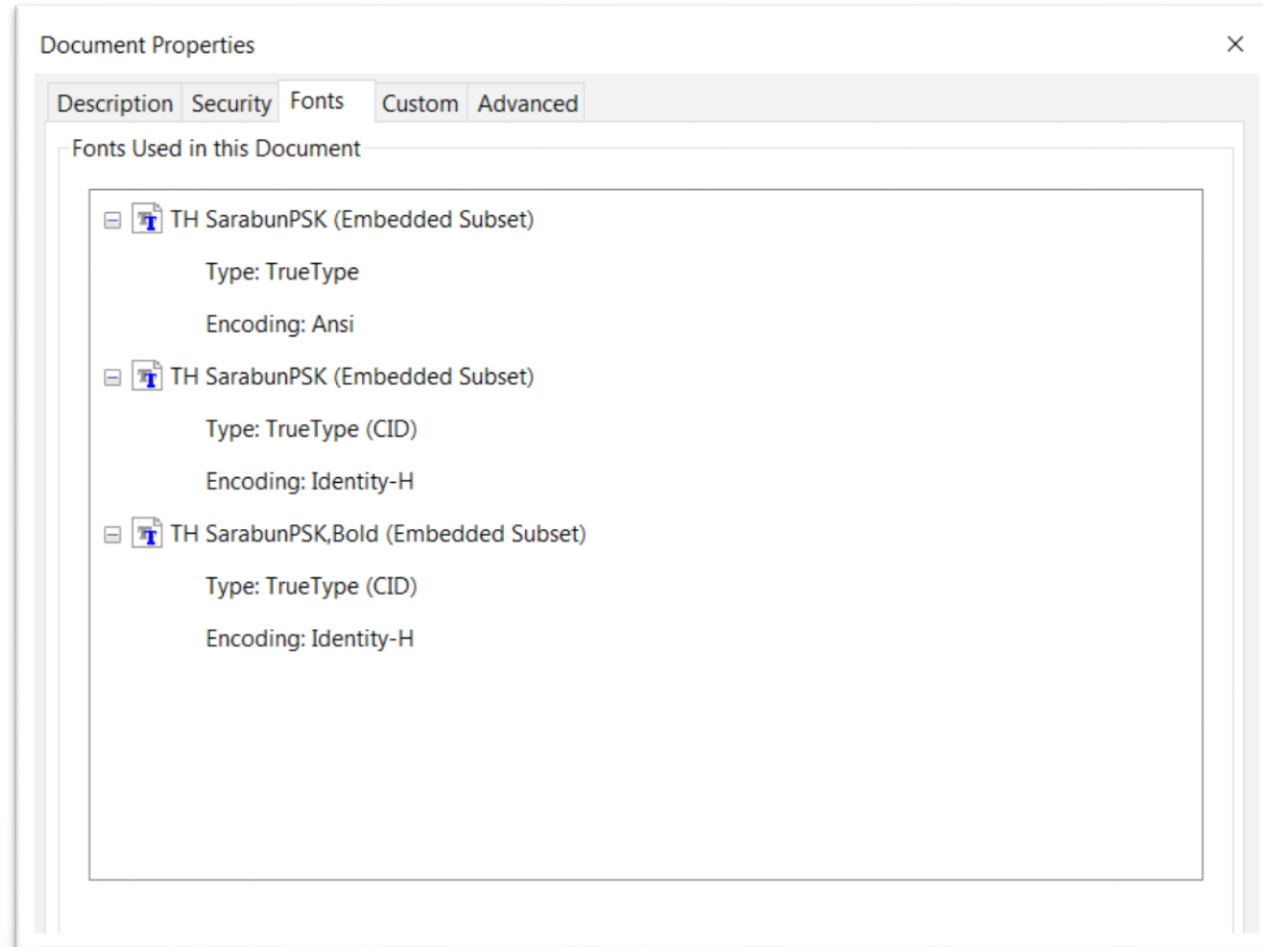 Document Properties
Description Security Fonts Custom Advanced
Fonts Used in this Document
TH SarabunPSK (Embedded Subset)
Type: TrueType
Encoding: Ansi
TH SarabunPSK (Embedded Subset)
Type: TrueType (CID)
Encoding: Identity-H
TH SarabunPSK,Bold (Embedded Subset)
Type: TrueType (CID)
Encoding: Identity-H